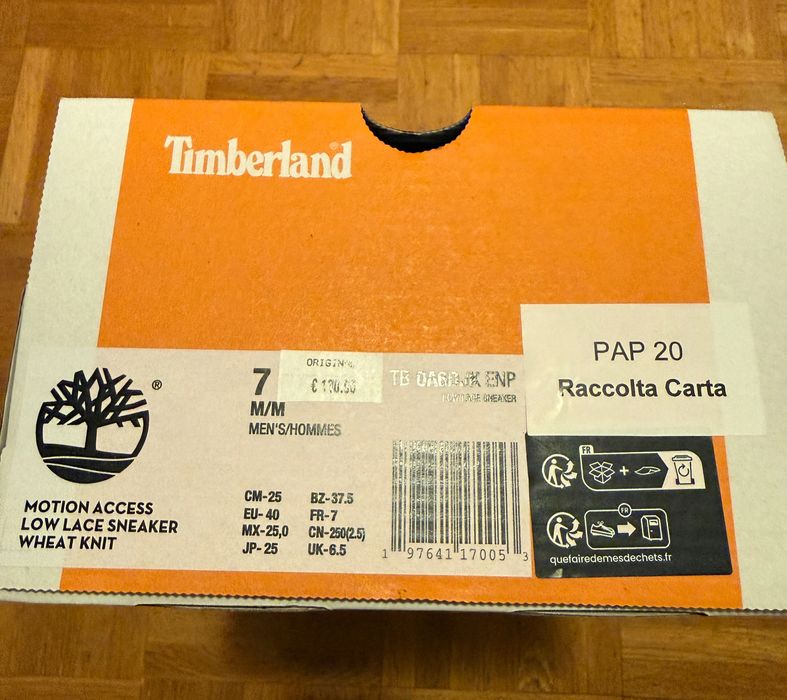 Timberland®
PAP 20
Raccolta Carta
7
M/M
MEN'S/HOMMES
ENP
SNEAKER
®
MOTION ACCESS
LOW LACE SNEAKER
WHEAT KNIT
CM-25 BZ-37.5
EU- 40 FR-7
MX-25,0 CN-250(2.5)
JP- 25 UK-6.5
1 97641 17005 3
FR
FR
quefairedemesdechets.fr